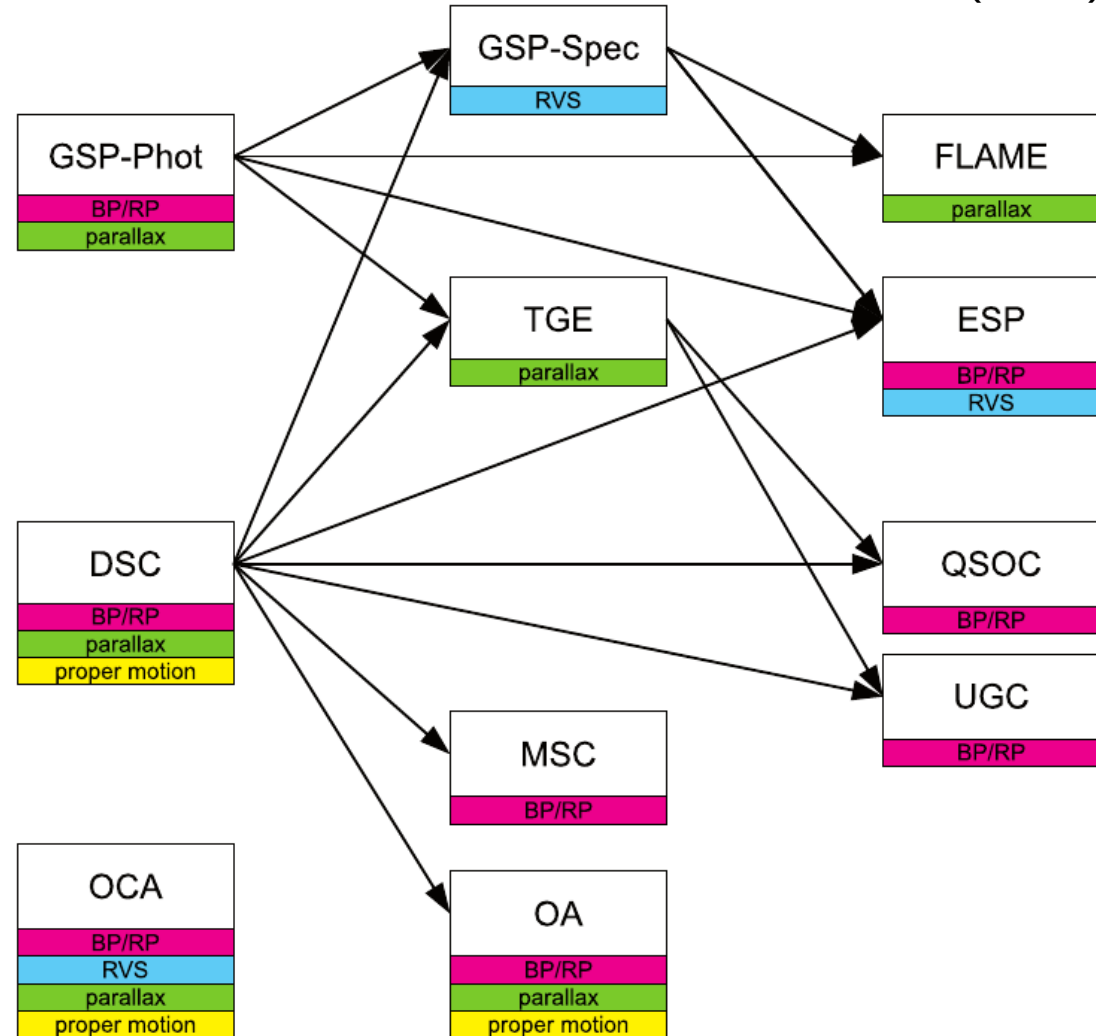 GSP-Spec
RVS
GSP-Phot
BP/RP
parallax
FLAME
parallax
TGE
parallax
ESP
BP/RP
RVS
DSC
BP/RP
parallax
proper motion
QSOC
BP/RP
UGC
BP/RP
MSC
BP/RP
OCA
BP/RP
RVS
parallax
proper motion
OA
BP/RP
parallax
proper motion